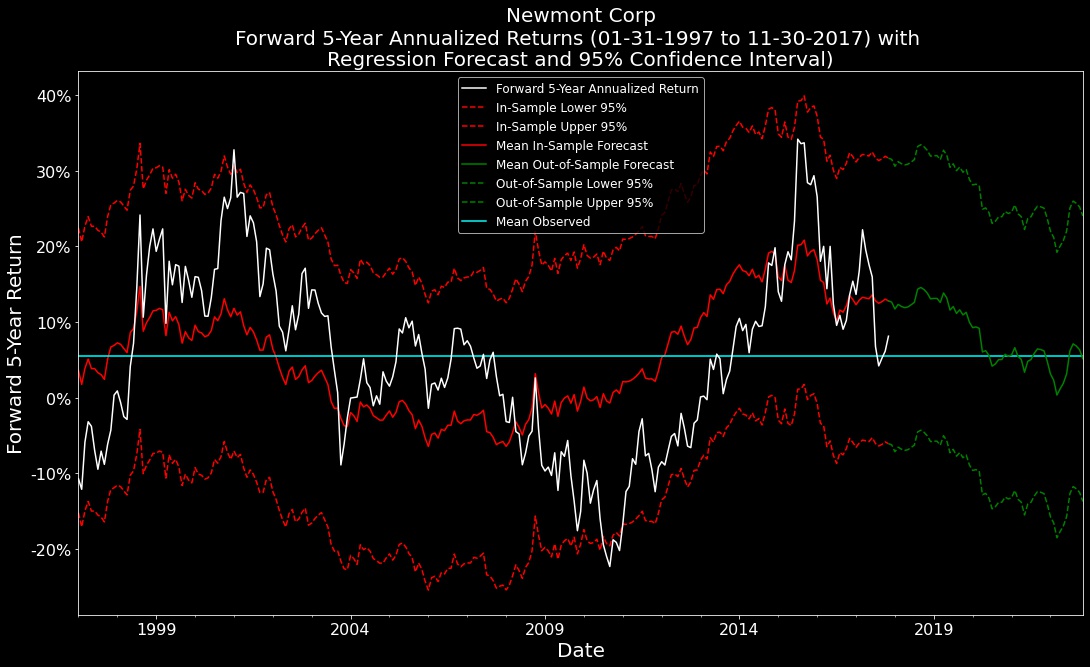 Newmont Corp
Forward 5-Year Annualized Returns (01-31-1997 to 11-30-2017) with
Regression Forecast and 95% Confidence Interval)
Forward 5-Year Annualized Return
In-Sample Lower 95%
In-Sample Upper 95%
Mean In-Sample Forecast
Mean Out-of-Sample Forecast
Out-of-Sample Lower 95%
Out-of-Sample Upper 95%
Mean Observed
Forward 5-Year Return
40%
30%
20%
10%
0%
-10%
-20%
1999
2004
2009
2014
2019
Date